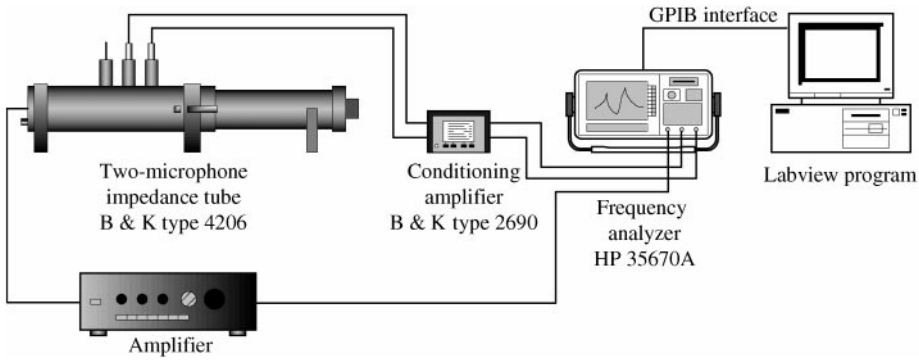 GPIB interface
Two-microphone
impedance tube
B & K type 4206
Conditioning
amplifier
B & K type 2690
Frequency
analyzer
HP 35670A
Labview program
Amplifier